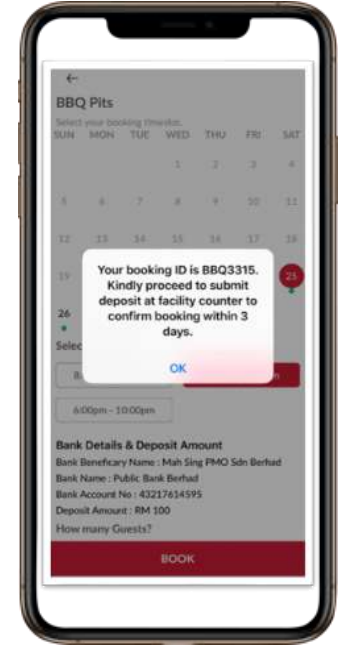 BBQ Pits
Select your booking timeslot.
SUN MON TUE WED THU FRI SAT
1 2 3 4
5 6 7 8 9 10 11
12 13 14 15 16 17 18
19
25
26
Your booking ID is BBQ3315.
Kindly proceed to submit
deposit at facility counter to
confirm booking within 3
days.
OK
Selec
6:00pm - 10:00pm
Bank Details & Deposit Amount
Bank Beneficary Name : Mah Sing PMO Sdn Berhad
Bank Name : Public Bank Berhad
Bank Account No : 43217614595
Deposit Amount : RM 100
How many Guests?
BOOK